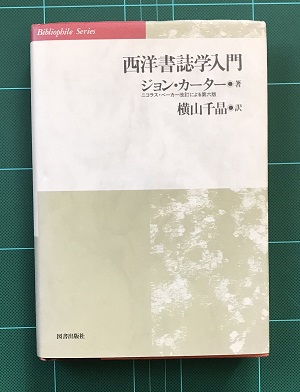 Bibliophile Series
西洋書誌学入門
ジョン・カーター●著
ニコラス・バーカー改訂による第六版
横山千晶●訳
図書出版社